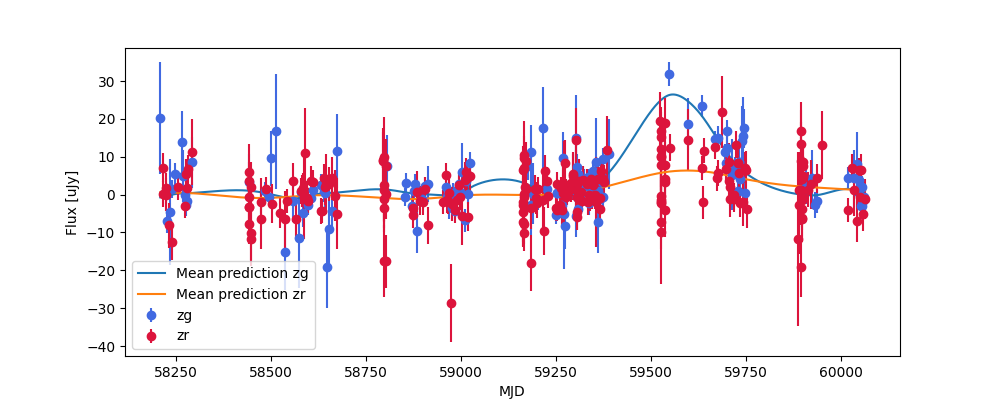 30
20
10
0
−10
−20
−30
−40
Flux [uJy]
Mean prediction zg
Mean prediction zr
zg
zr
58250 58500 58750 59000 59250 59500 59750 60000
MJD